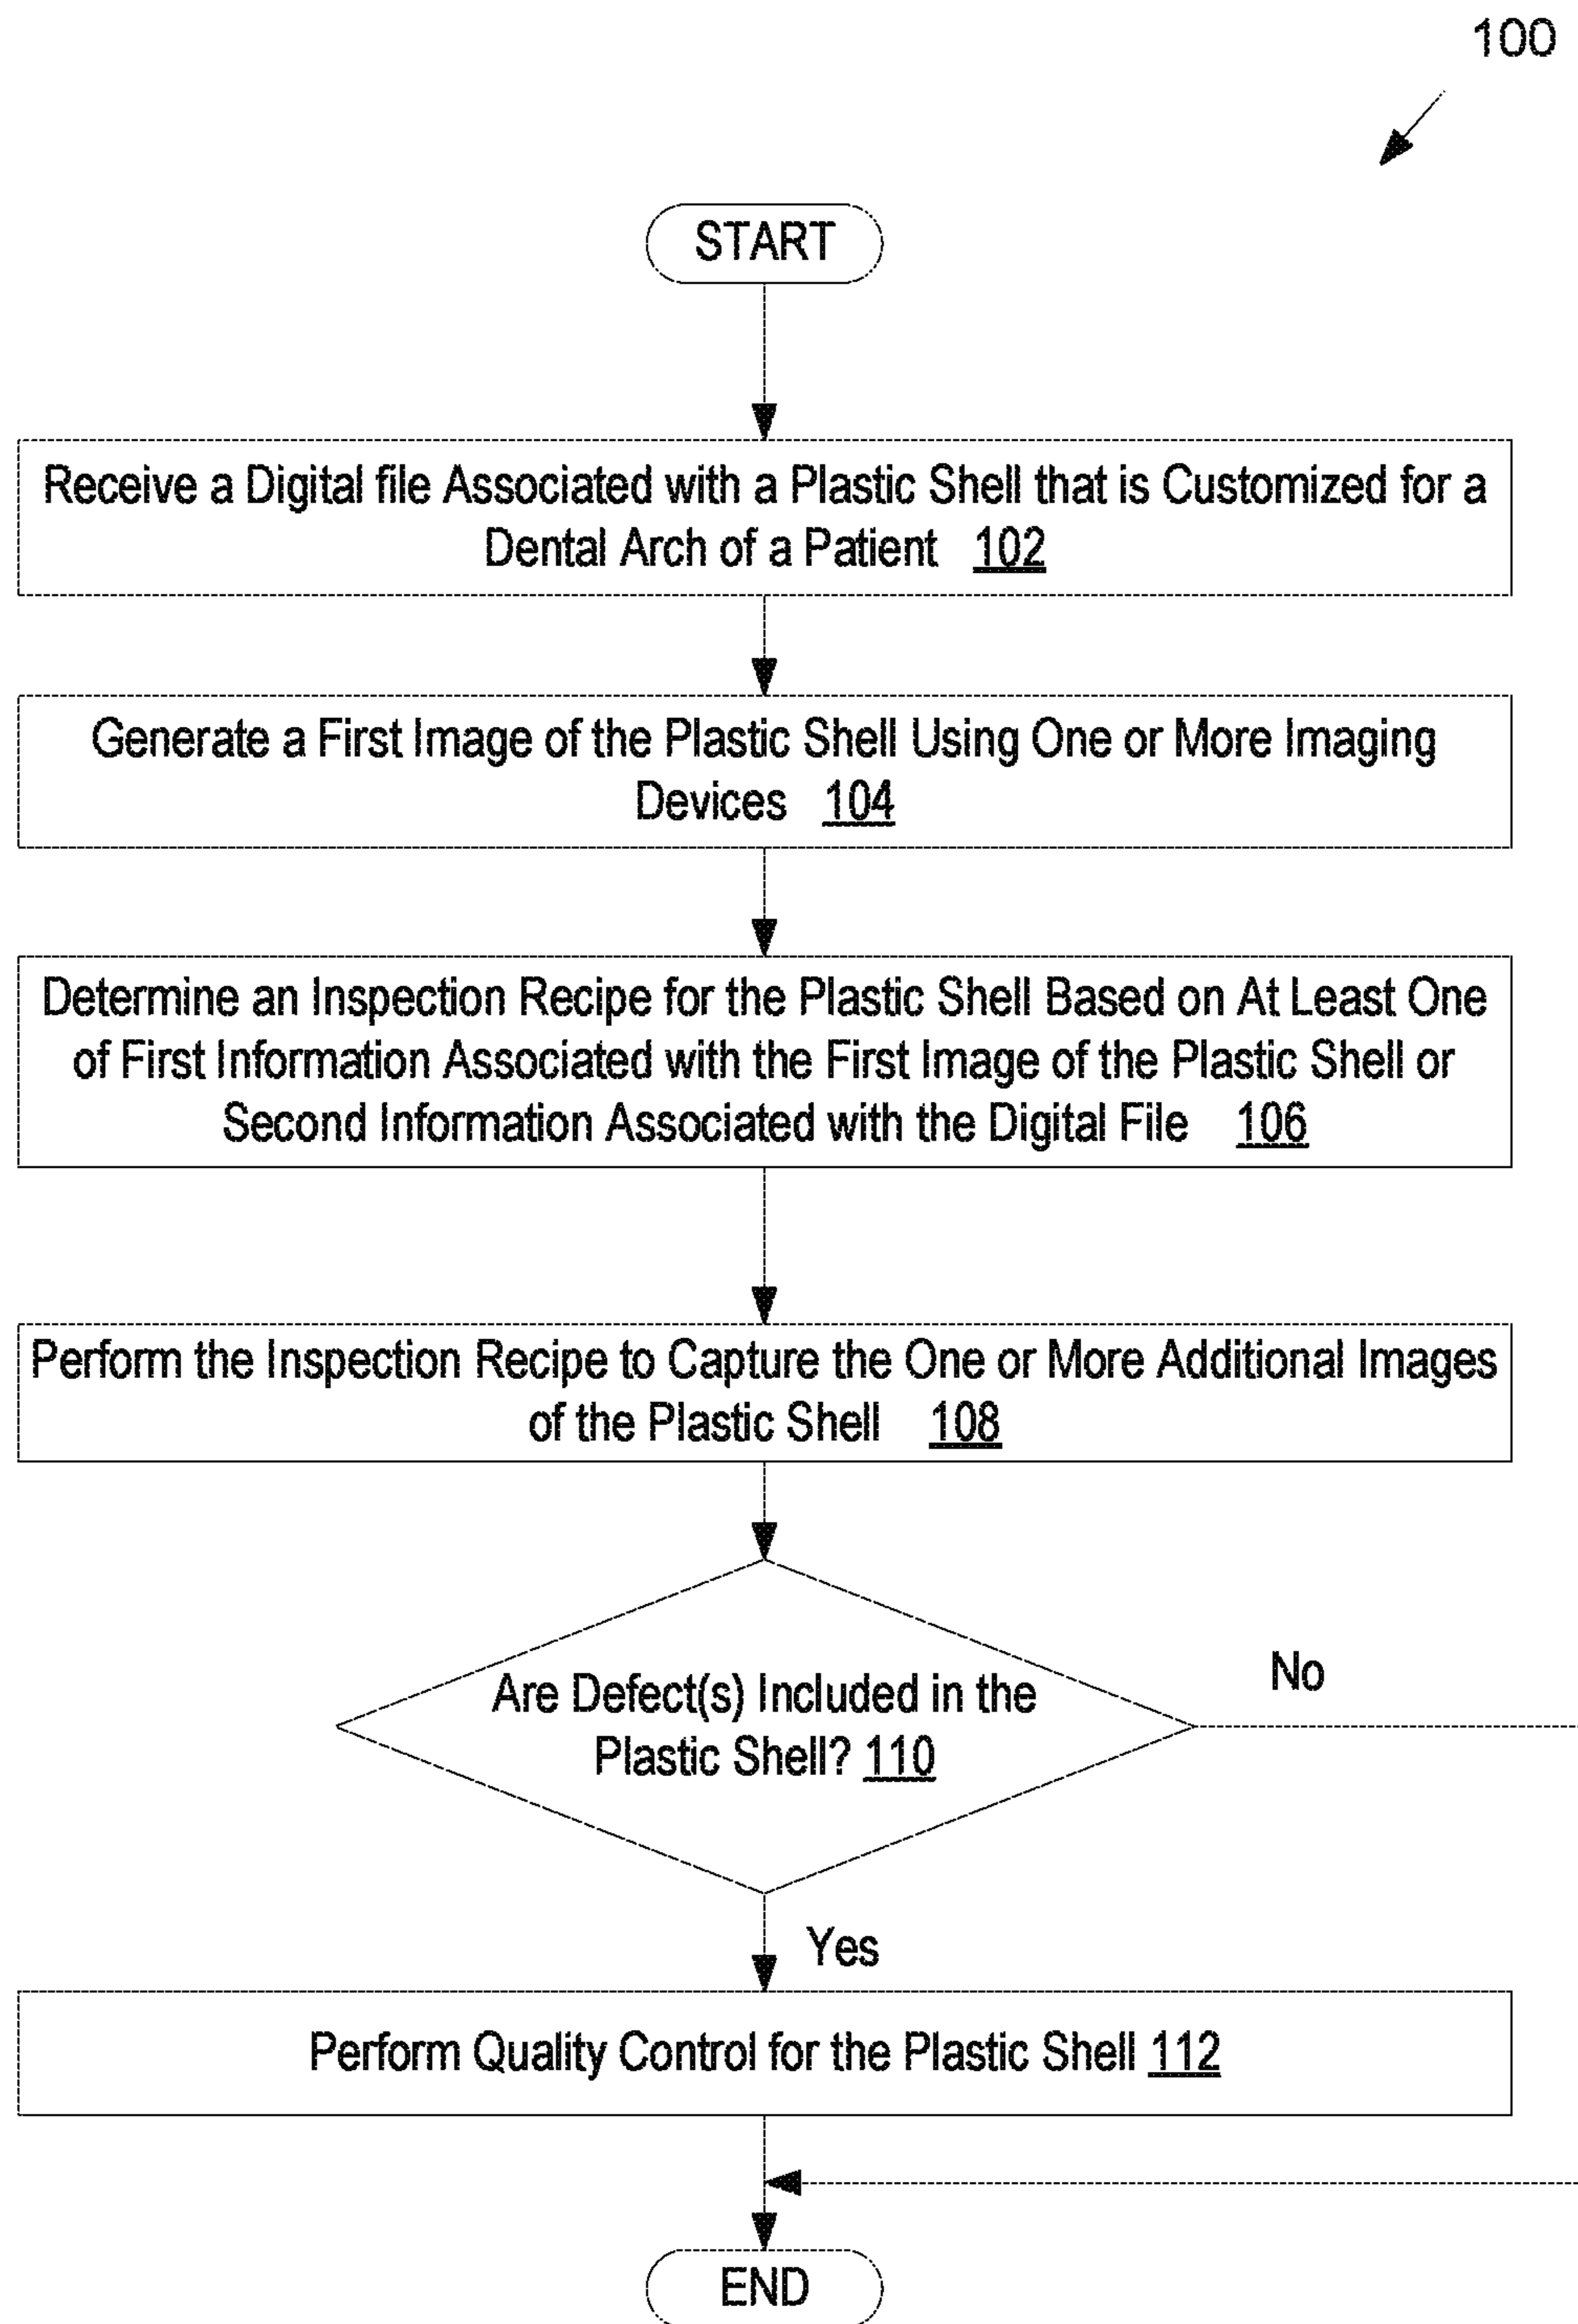 100
START
Receive a Digital file Associated with a Plastic Shell that is Customized for a
Dental Arch of a Patient 102
Generate a First Image of the Plastic Shell Using One or More Imaging
Devices 104
Determine an Inspection Recipe for the Plastic Shell Based on At Least One
of First Information Associated with the First Image of the Plastic Shell or
Second Information Associated with the Digital File 106
Perform the Inspection Recipe to Capture the One or More Additional Images
of the Plastic Shell 108
Are Defect(s) Included in the
Plastic Shell? 110
No
Yes
Perform Quality Control for the Plastic Shell 112
END